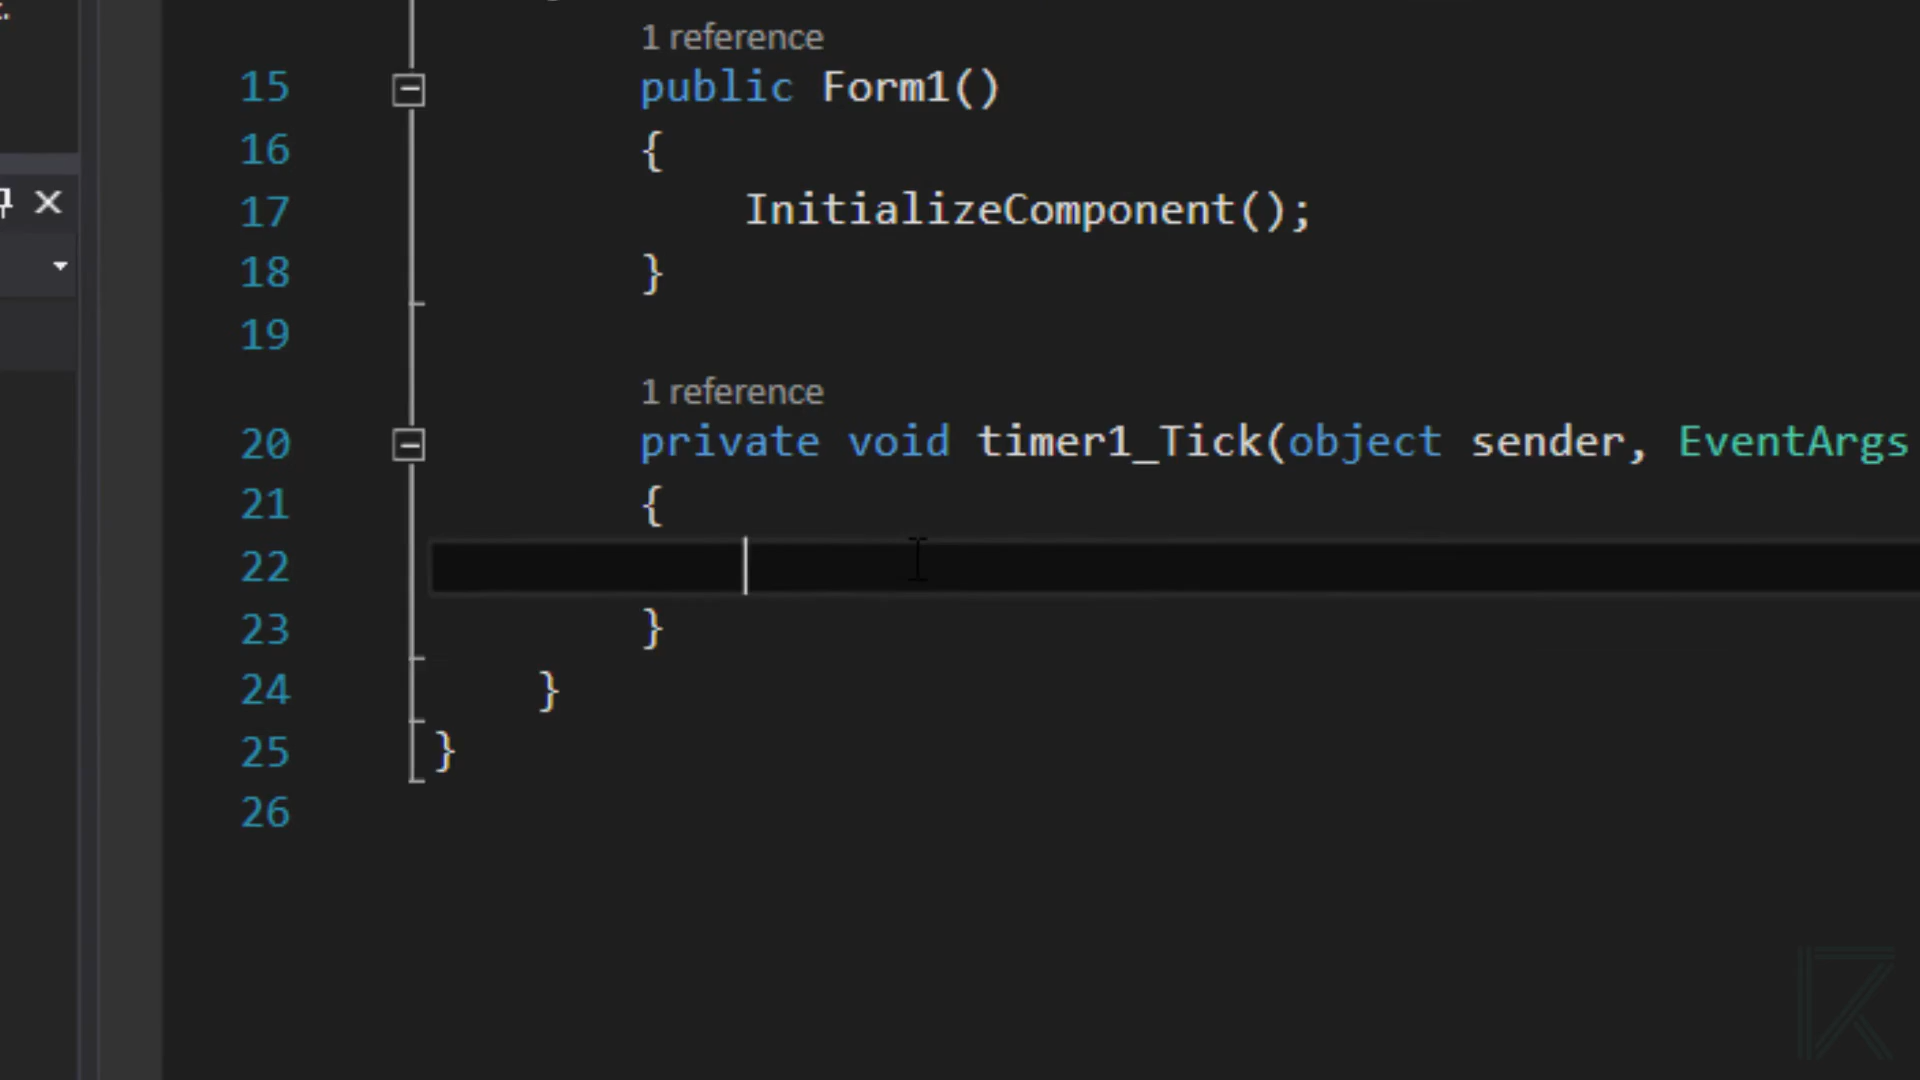 1 reference
15 public Form1()
16 {
17 InitializeComponent();
18 }
19
1 reference
20 private void timer1_Tick(object sender, EventArgs
21 {
22
23 }
24 }
25 }
26